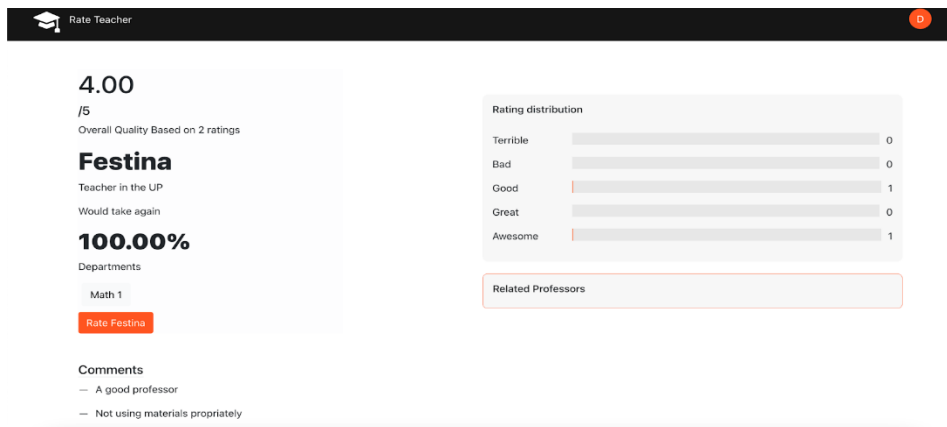 Rate Teacher
D
4.00
/5
Overall Quality Based on 2 ratings
Festina
Teacher in the UP
Would take again
100.00%
Departments
Math 1
Rate Festina
Comments
— A good professor
— Not using materials propriately
Rating distribution
Terrible 0
Bad 0
Good 1
Great 0
Awesome 1
Related Professors